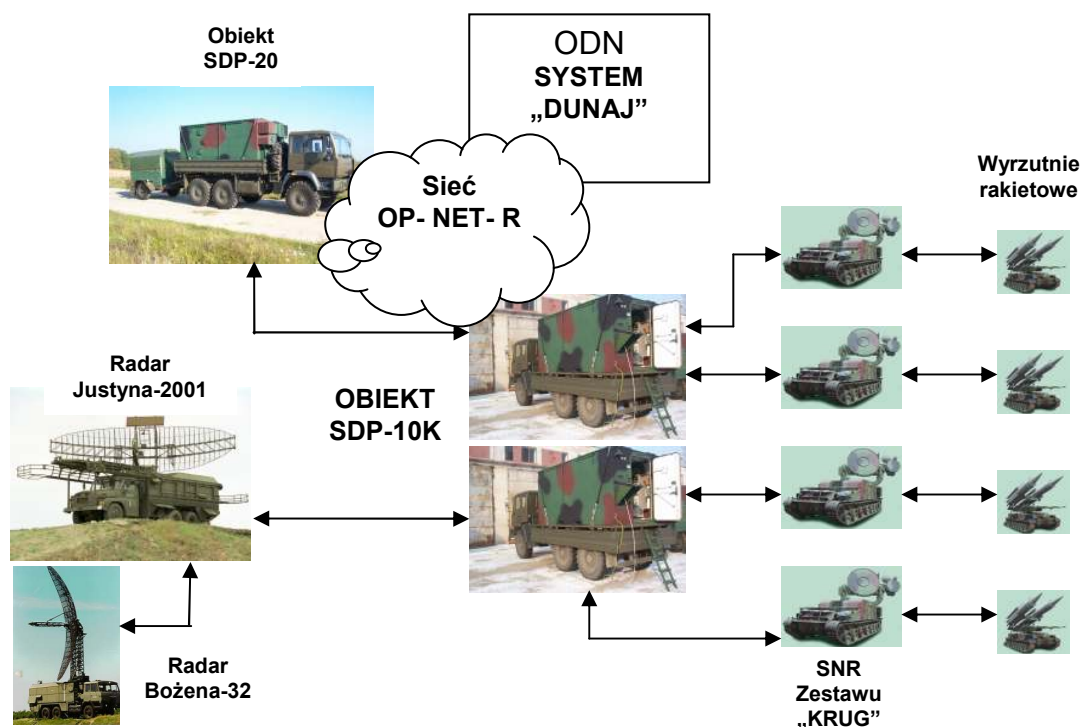 Obiekt
SDP-20
ODN
SYSTEM
„DUNAJ”
Sieć
OP- NET- R
Wyrzutnie
rakietowe
Radar
Justyna-2001
OBIEKT
SDP-10K
Radar
Bożena-32
SNR
Zestawu
„KRUG”